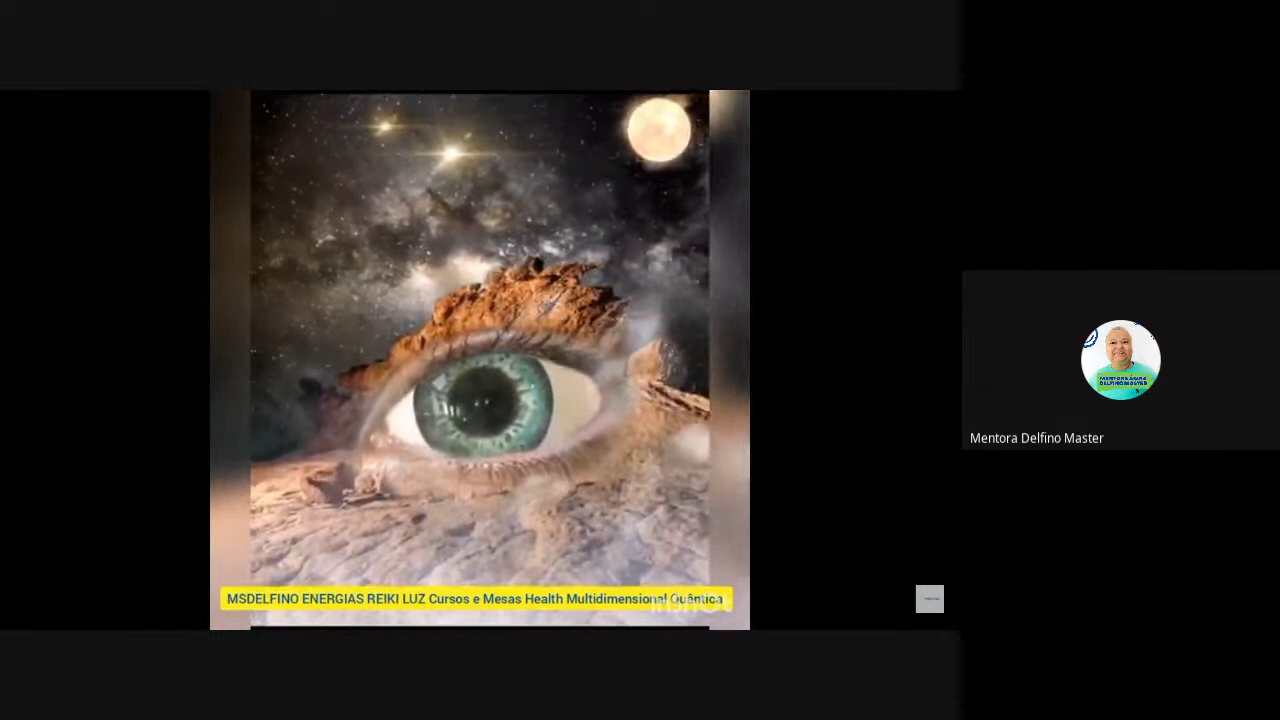 MSDELFINO ENERGIAS REIKI LUZ Cursos e Mesas Health Multidimensional Quântica
Mentora Delfino Master